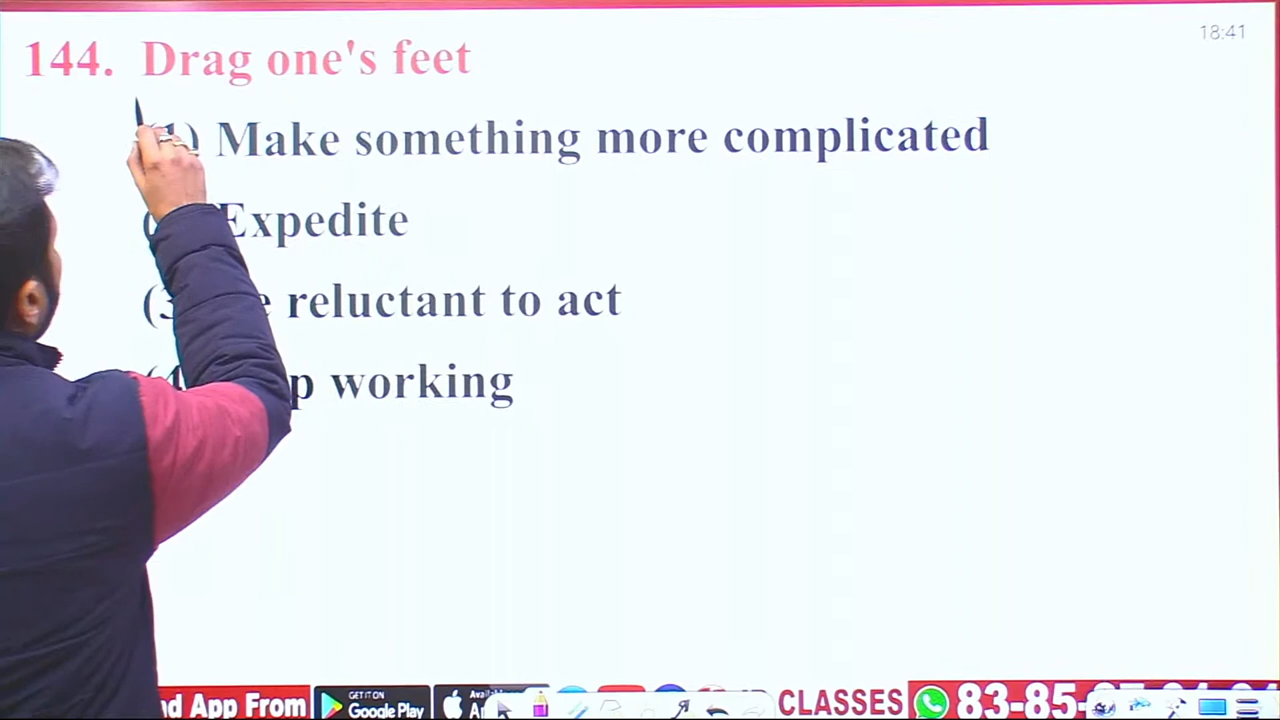 18:41
144. Drag one's feet
Make something more complicated
Expedite
reluctant to act
working
App From
GET IT ON
Google Play
CLASSES
83-85-